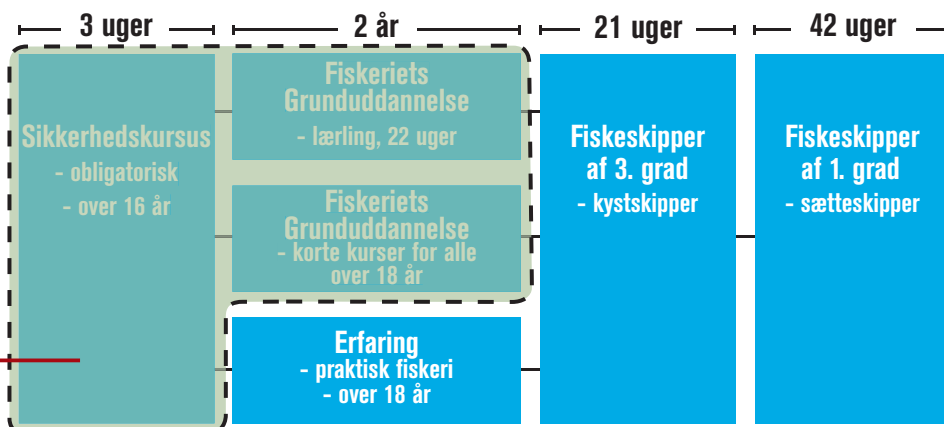 3 uger
2 år
21 uger
42 uger
Sikkerhedskursus
- obligatorisk
- over 16 år
Fiskeriets
Grunduddannelse
- lærling, 22 uger
Fiskeriets
Grunduddannelse
- korte kurser for alle
over 18 år
Erfaring
- praktisk fiskeri
- over 18 år
Fiskeskipper
af 3. grad
- kystskipper
Fiskeskipper
af 1. grad
- sætteskipper